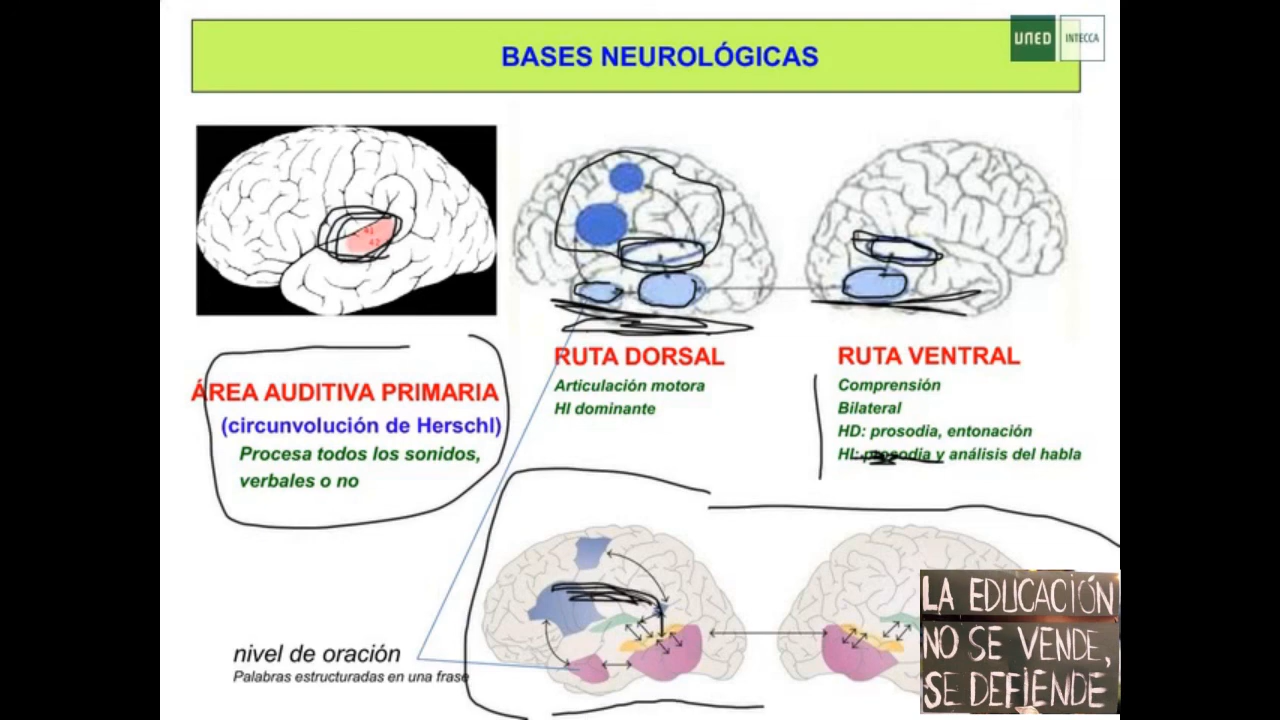 BASES NEUROLÓGICAS
UNED
INTECCA
41
42
ÁREA AUDITIVA PRIMARIA
(circunvolución de Herschl)
Procesa todos los sonidos,
verbales o no
RUTA DORSAL
Articulación motora
HI dominante
RUTA VENTRAL
Comprensión
Bilateral
HD: prosodia, entonación
HI: prosodia y análisis del habla
nivel de oración
Palabras estructuradas en una frase
LA EDUCACIÓN
NO SE VENDE,
SE DEFIENDE